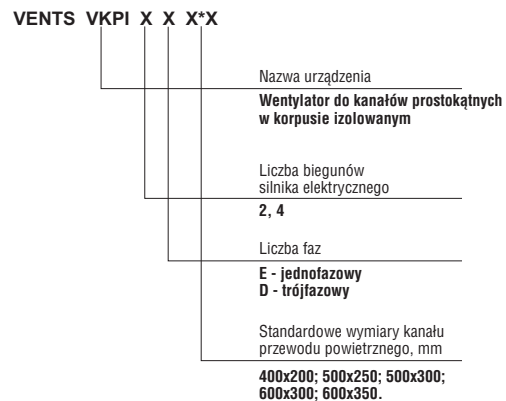 VENTS VKPI X X X*X
Nazwa urządzenia
Wentylator do kanałów prostokątnych
w korpusie izolowanym
Liczba biegunów
silnika elektrycznego
2, 4
Liczba faz
E - jednofazowy
D - trójfazowy
Standardowe wymiary kanału
przewodu powietrznego, mm
400x200; 500x250; 500x300;
600x300; 600x350.